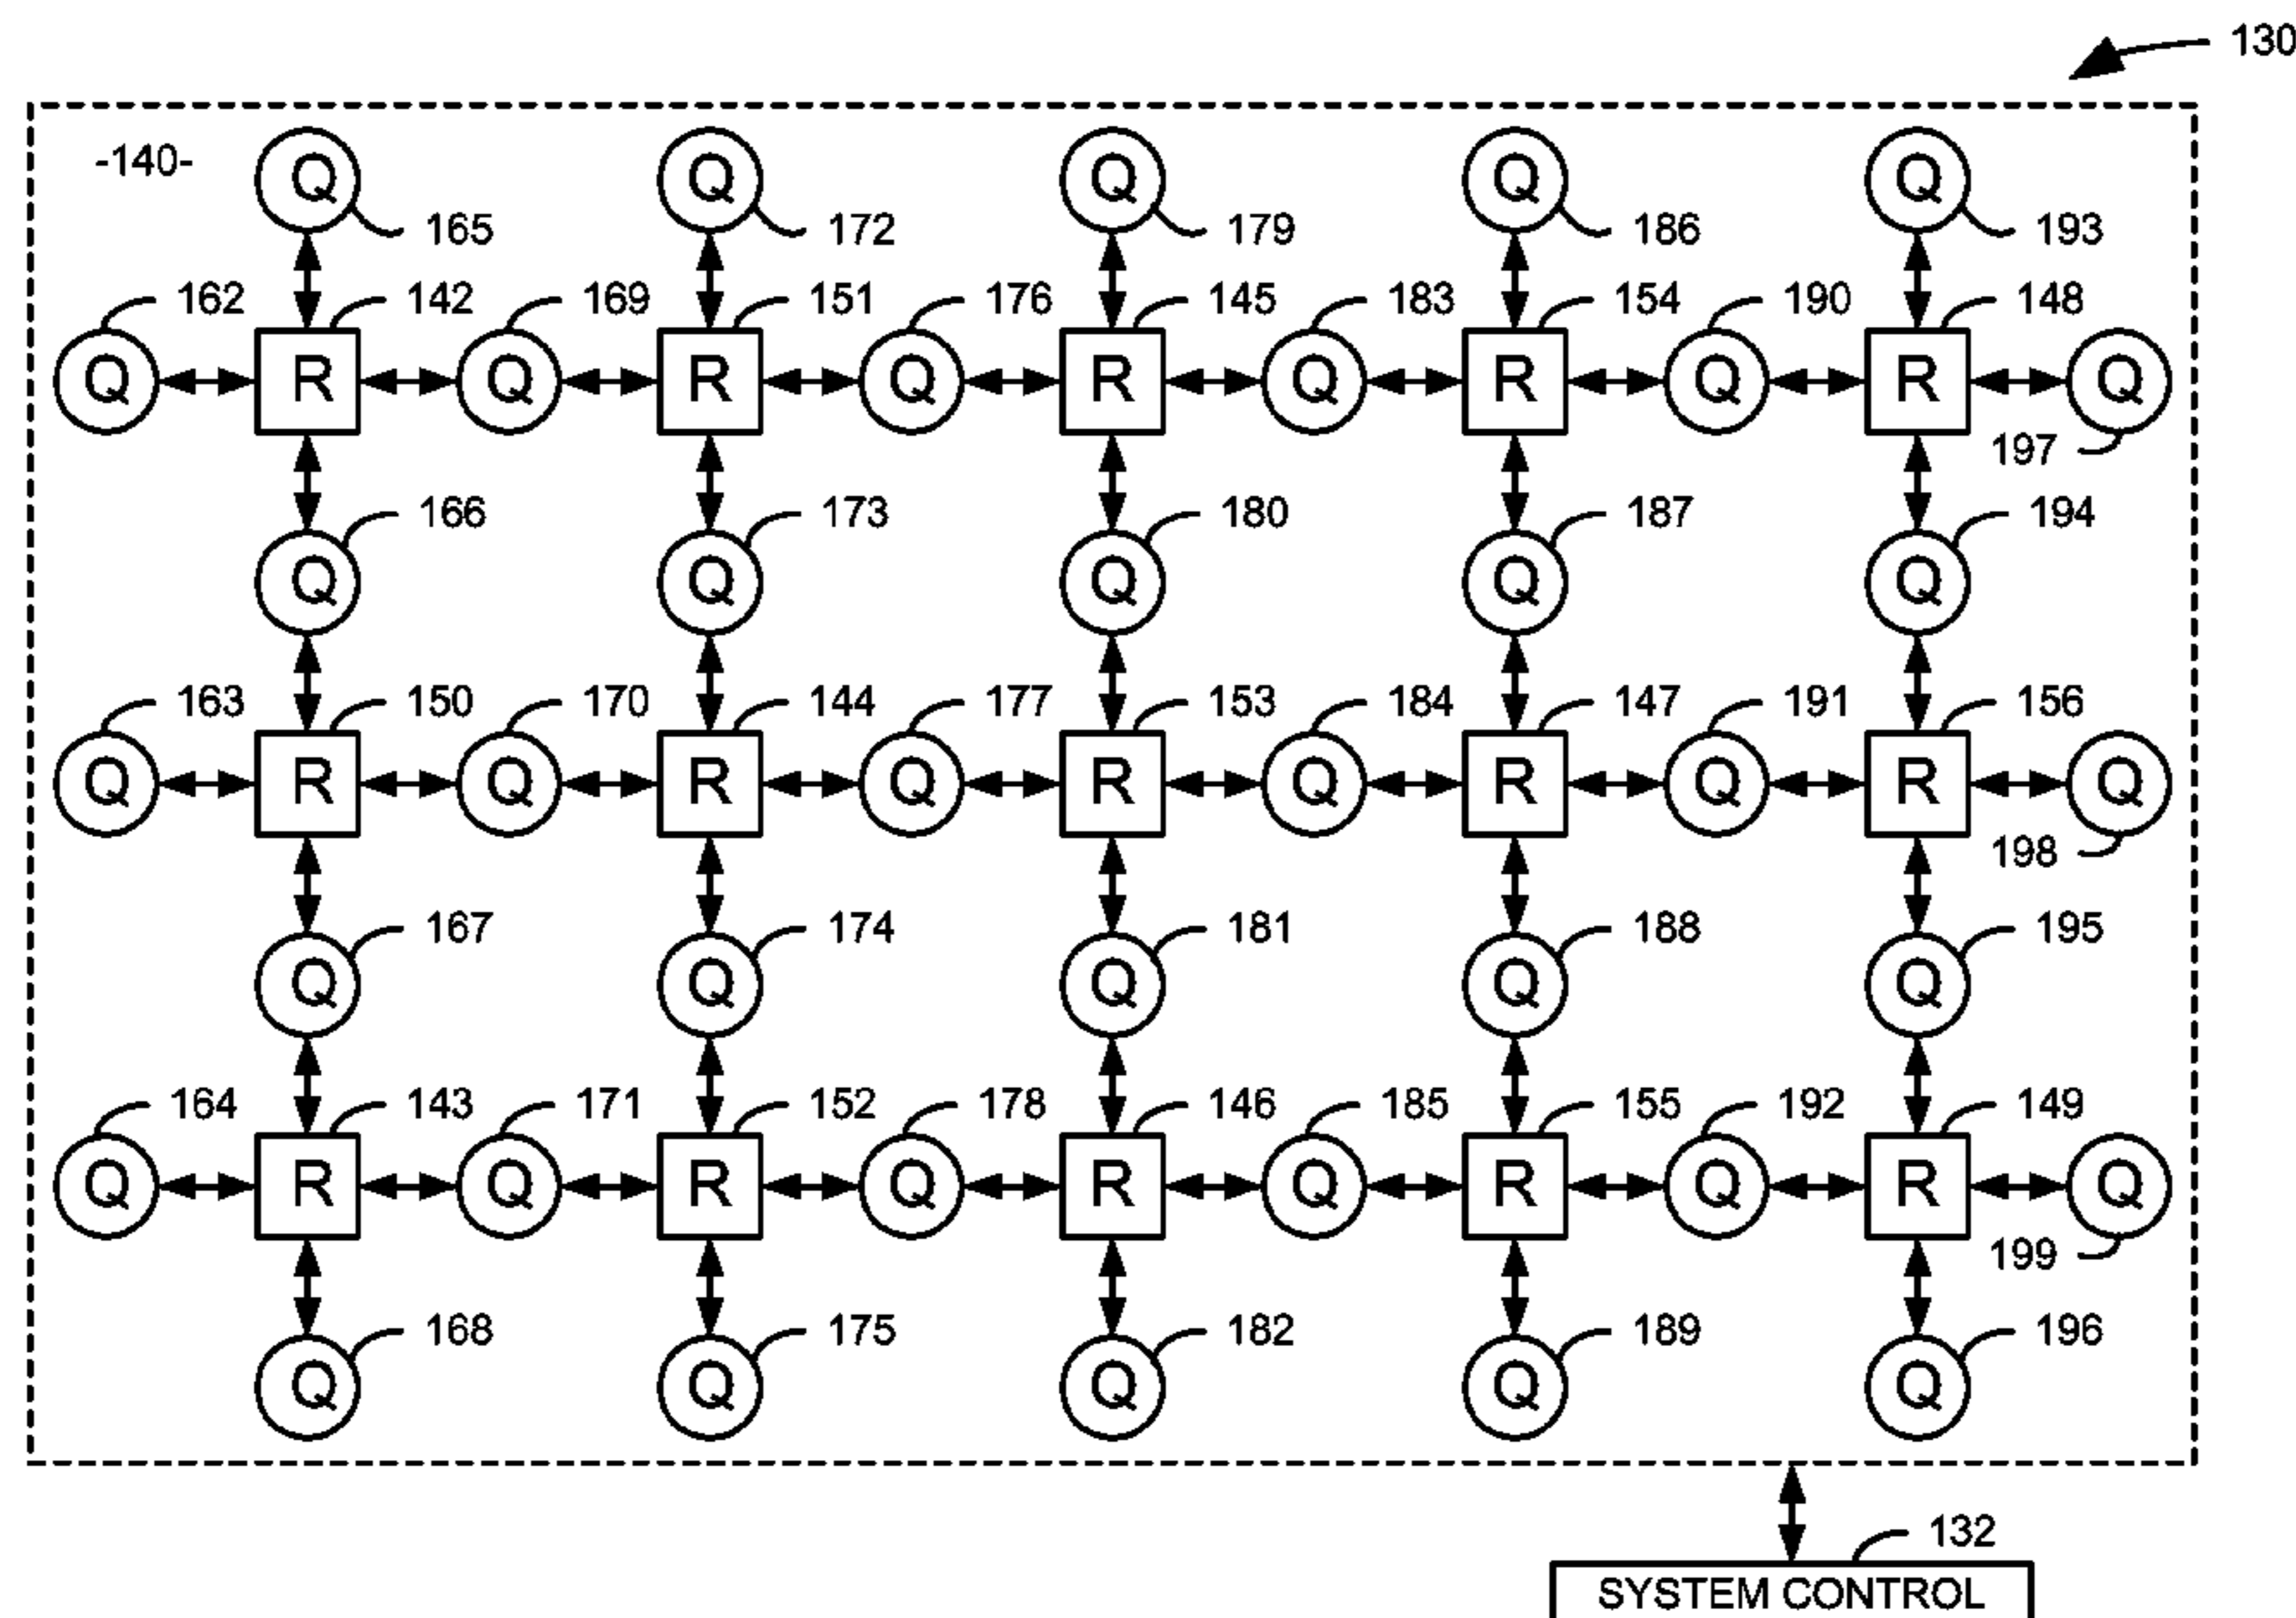 130
-140-
Q Q Q Q Q
165 172 179 186 193
162 142 169 151 176 145 183 154 190 148
Q R Q R Q R Q R Q R Q
197
166 173 180 187 194
Q Q Q Q Q
163 150 170 144 177 153 184 147 191 156
Q R Q R Q R Q R Q R Q
198
167 174 181 188 195
Q Q Q Q Q
164 143 171 152 178 146 185 155 192 149
Q R Q R Q R Q R Q R Q
199
168 175 182 189 196
Q Q Q Q Q
132
SYSTEM CONTROL